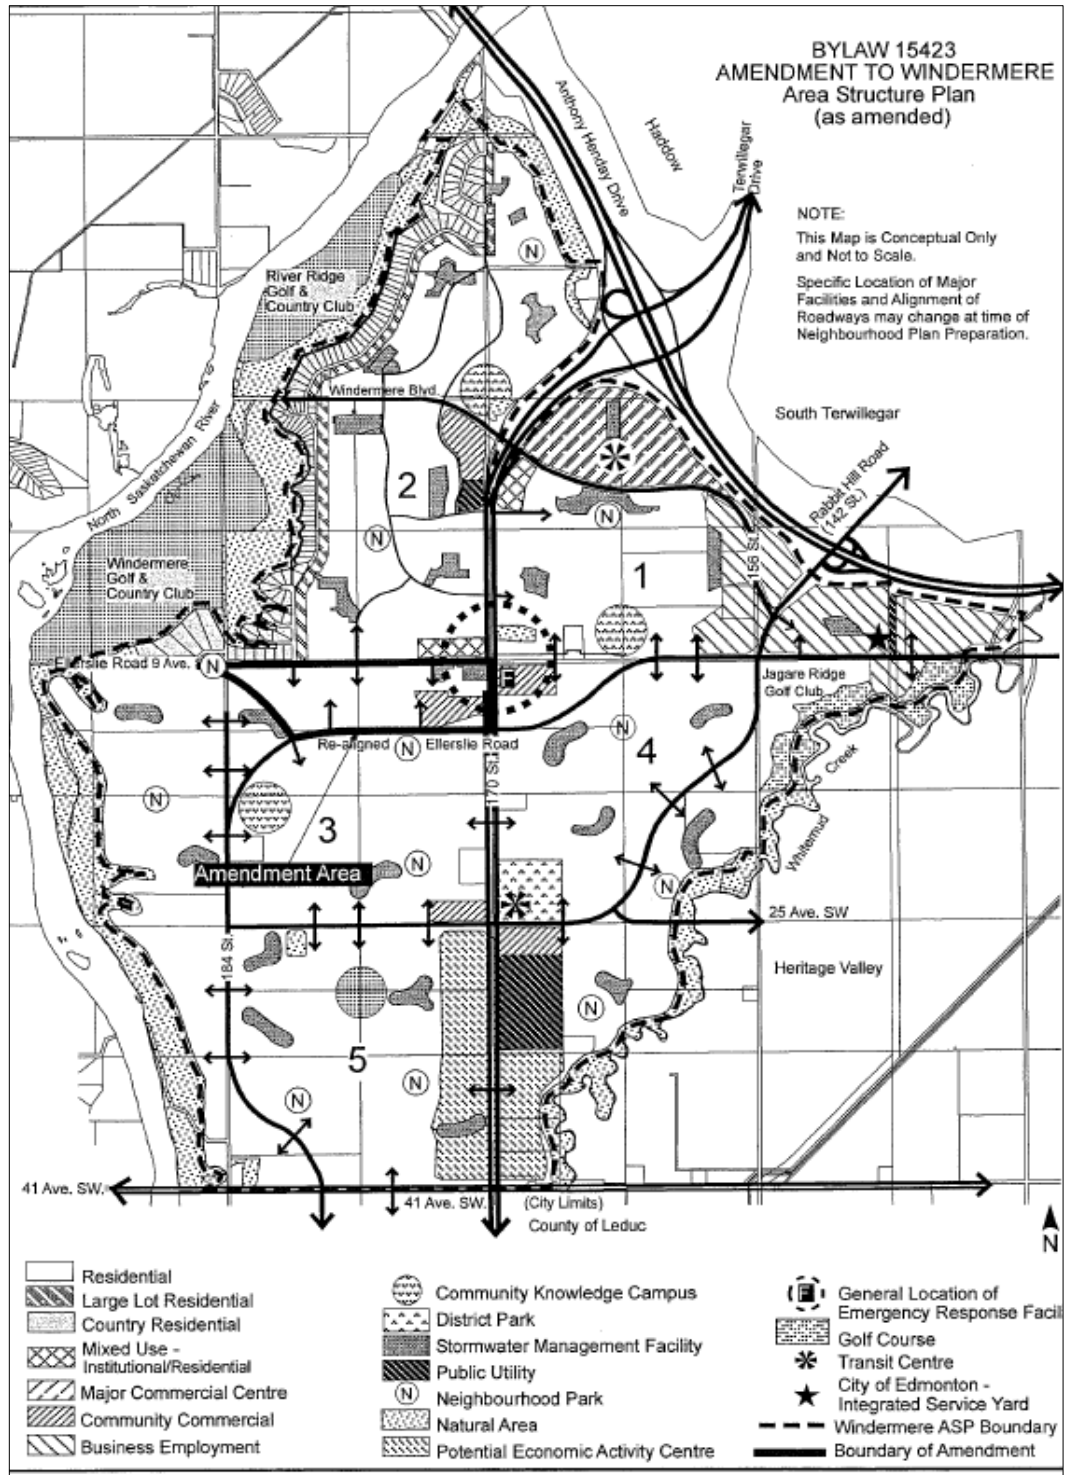 BYLAW 15423
AMENDMENT TO WINDERMERE
Area Structure Plan
(as amended)
Anthony Henday Drive
Haddow
Terwillegar
Drive
NOTE:
This Map is Conceptual Only
and Not to Scale.
Specific Location of Major
Facilities and Alignment of
Roadways may change at time of
Neighbourhood Plan Preparation.
N
River Ridge
Golf &
Country Club
Windermere Blvd.
South Terwillegar
North Saskatchewan River
2
Rabbit Hill Road
(142 St.)
N
N
156 St.
Windermere
Golf &
Country Club
1
Ellerslie Road 9 Ave.
N
F
Jagare Ridge
Golf Club
Re-aligned
N
Ellerslie Road
N
4
170 St.
Creek
Whitemud
N
3
Amendment Area
N
N
25 Ave. SW
184 St.
Heritage Valley
N
5
N
N
41 Ave. SW.
41 Ave. SW.
(City Limits)
County of Leduc
N
Residential
Large Lot Residential
Country Residential
Mixed Use -
Institutional/Residential
Major Commercial Centre
Community Commercial
Business Employment
Community Knowledge Campus
District Park
Stormwater Management Facility
Public Utility
N
Neighbourhood Park
Natural Area
Potential Economic Activity Centre
F
General Location of
Emergency Response Facil
Golf Course
Transit Centre
City of Edmonton -
Integrated Service Yard
Windermere ASP Boundary
Boundary of Amendment